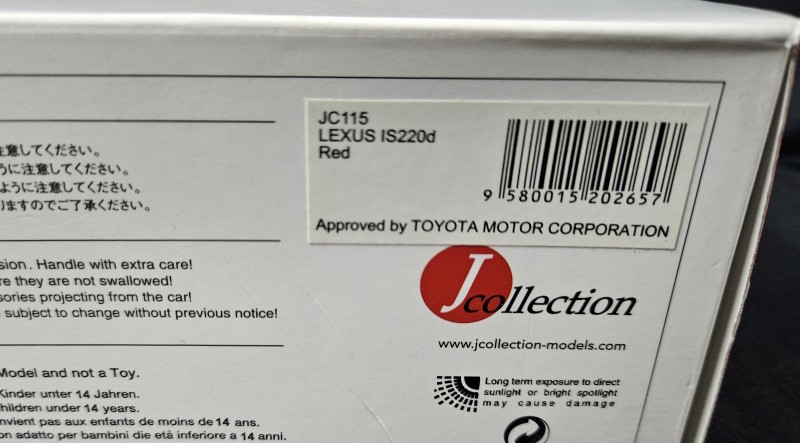 JC115
LEXUS IS220d
Red
9 580015 202657
Approved by TOYOTA MOTOR CORPORATION
注意してください。
うに注意してください。
ように注意してください。
りますのでご了承ください。
sion. Handle with extra care!
re they are not swallowed!
sories projecting from the car!
subject to change without previous notice!
Jcollection
www.jcollection-models.com
Model and not a Toy.
Kinder unter 14 Jahren.
children under 14 years.
nvient pas aux enfants de moins de 14 ans.
on adatto per bambini die età inferiore a 14 anni.
Long term exposure to direct
sunlight or bright spotlight
may cause damage